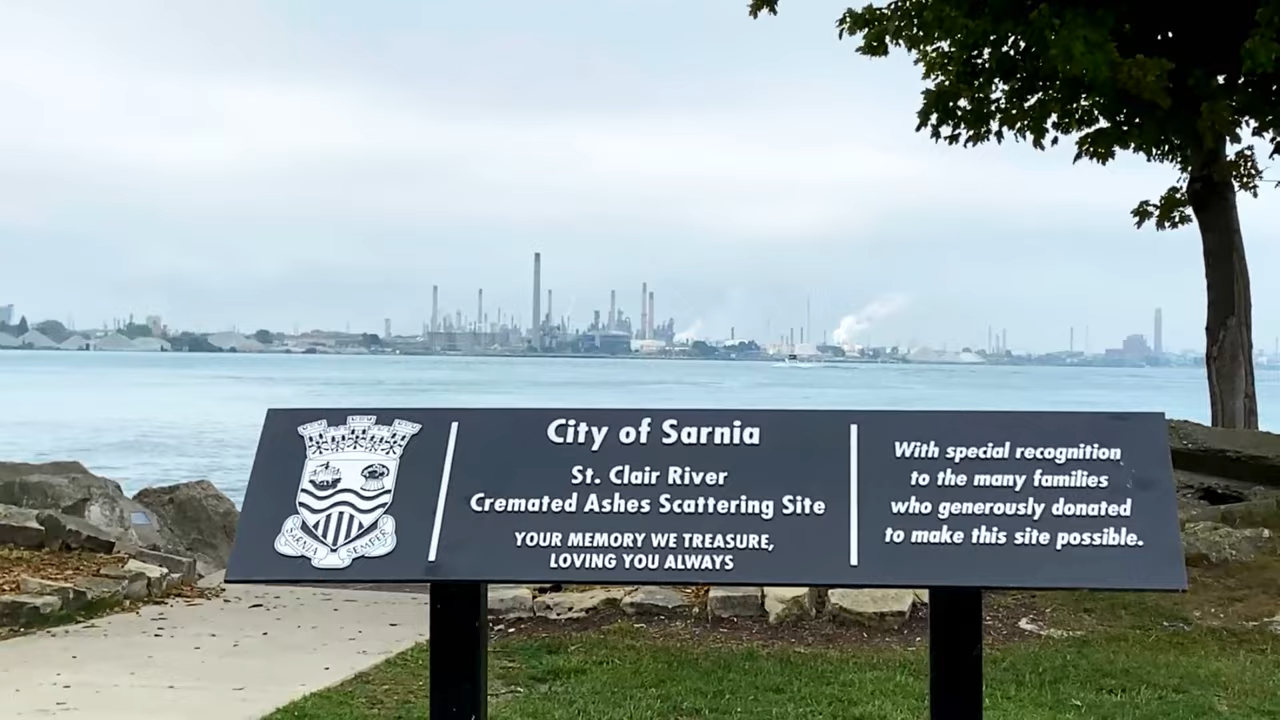 SARNIA SEMPER
City of Sarnia
St. Clair River
Cremated Ashes Scattering Site
YOUR MEMORY WE TREASURE,
LOVING YOU ALWAYS
With special recognition
to the many families
who generously donated
to make this site possible.